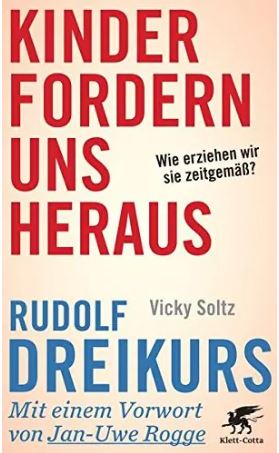 KINDER
FORDERN
UNS
HERAUS
Wie erziehen wir
sie zeitgemäß?
Vicky Soltz
RUDOLF
DREIKURS
Mit einem Vorwort
von Jan-Uwe Rogge
Klett-Cotta